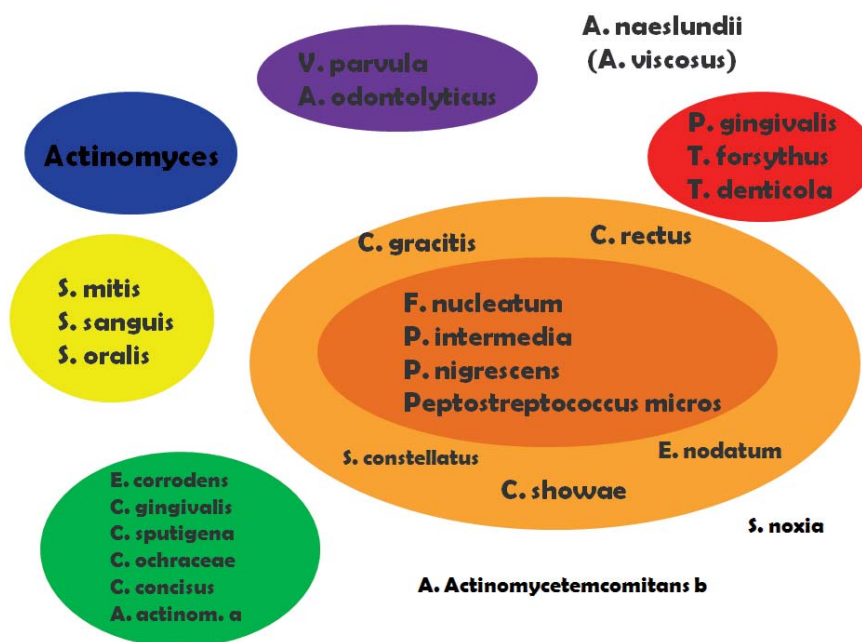 A. naeslundii
(A. viscosus)
V. parvula
A. odontolyticus
Actinomyces
P. gingivalis
T. forsythus
T. denticola
C. gracitis
C. rectus
S. mitis
S. sanguis
S. oralis
F. nucleatum
P. intermedia
P. nigrescens
Peptostreptococcus micros
S. constellatus
E. nodatum
C. showae
E. corrodens
C. gingivalis
C. sputigena
C. ochraceae
C. concisus
A. actinom. a
S. noxia
A. Actinomycetemcomitans b